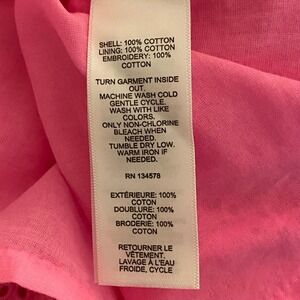 SHELL: 100% COTTON
LINING: 100% COTTON
EMBROIDERY: 100%
COTTON
TURN GARMENT INSIDE
OUT.
MACHINE WASH COLD
GENTLE CYCLE.
WASH WITH LIKE
COLORS.
ONLY NON-CHLORINE
BLEACH WHEN
NEEDED.
TUMBLE DRY LOW.
WARM IRON IF
NEEDED.
RN 134578
EXTÉRIEURE: 100%
COTON
DOUBLURE: 100%
COTON
BRODERIE: 100%
COTON
RETOURNER LE
VÊTEMENT.
LAVAGE À L'EAU
FROIDE, CYCLE